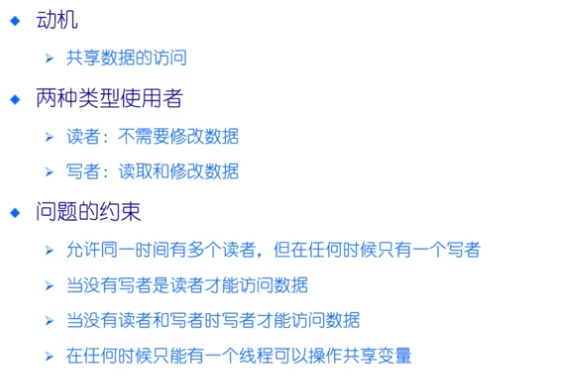 动机
共享数据的访问
两种类型使用者
读者：不需要修改数据
写者：读取和修改数据
问题的约束
允许同一时间有多个读者，但在任何时候只有一个写者
当没有写者是读者才能访问数据
当没有读者和写者时写者才能访问数据
在任何时候只能有一个线程可以操作共享变量